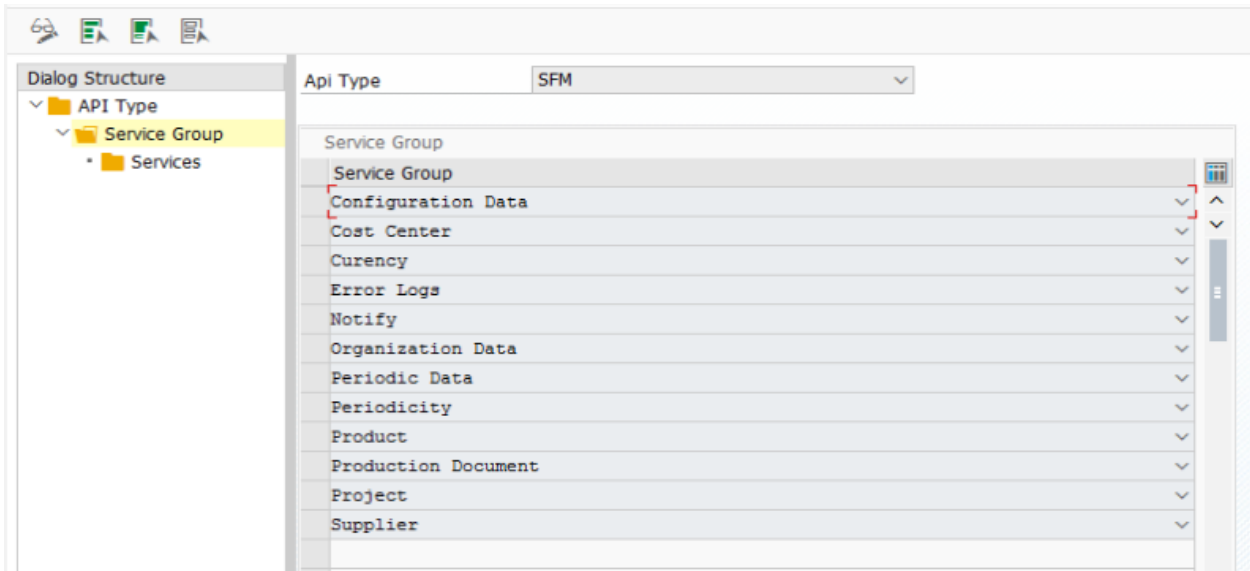 Dialog Structure
API Type
Service Group
Services
Api Type SFM
Service Group
Service Group
Configuration Data
Cost Center
Curency
Error Logs
Notify
Organization Data
Periodic Data
Periodicity
Product
Production Document
Project
Supplier